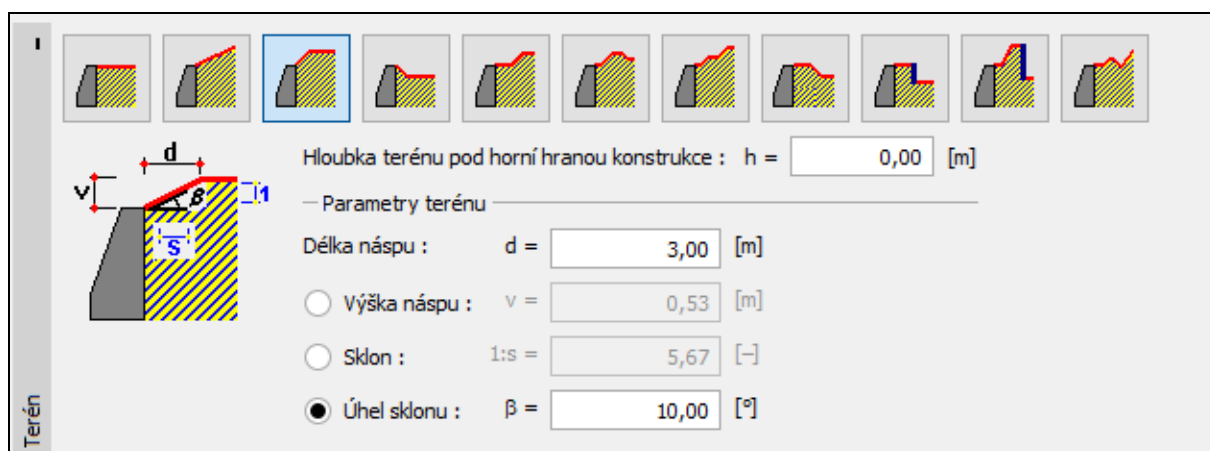 d
v
β
1
s
Hloubka terénu pod horní hranou konstrukce : h = 0,00 [m]
Parametry terénu
Délka náspu : d = 3,00 [m]
Výška náspu : v = 0,53 [m]
Sklon : 1:s = 5,67 [–]
Úhel sklonu : β = 10,00 [°]
Terén